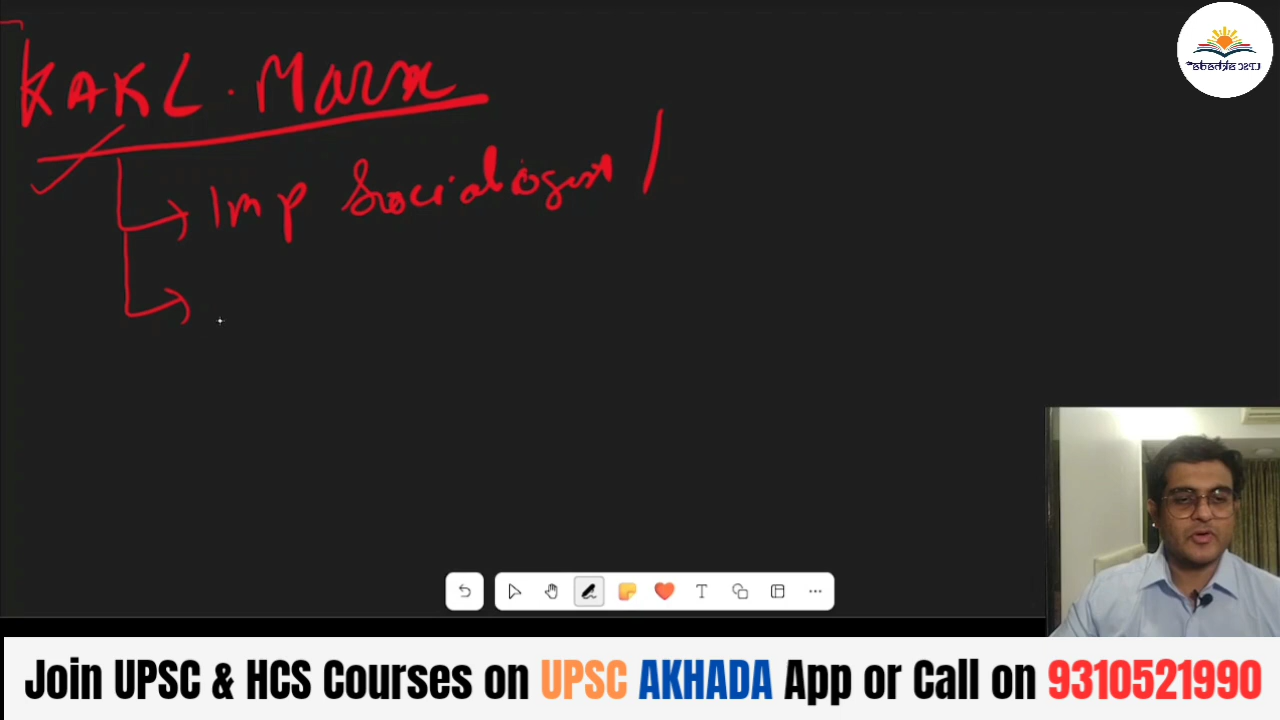 KARL. Marx
Imp Sociologist /
Join UPSC & HCS Courses on UPSC AKHADA App or Call on 9310521990